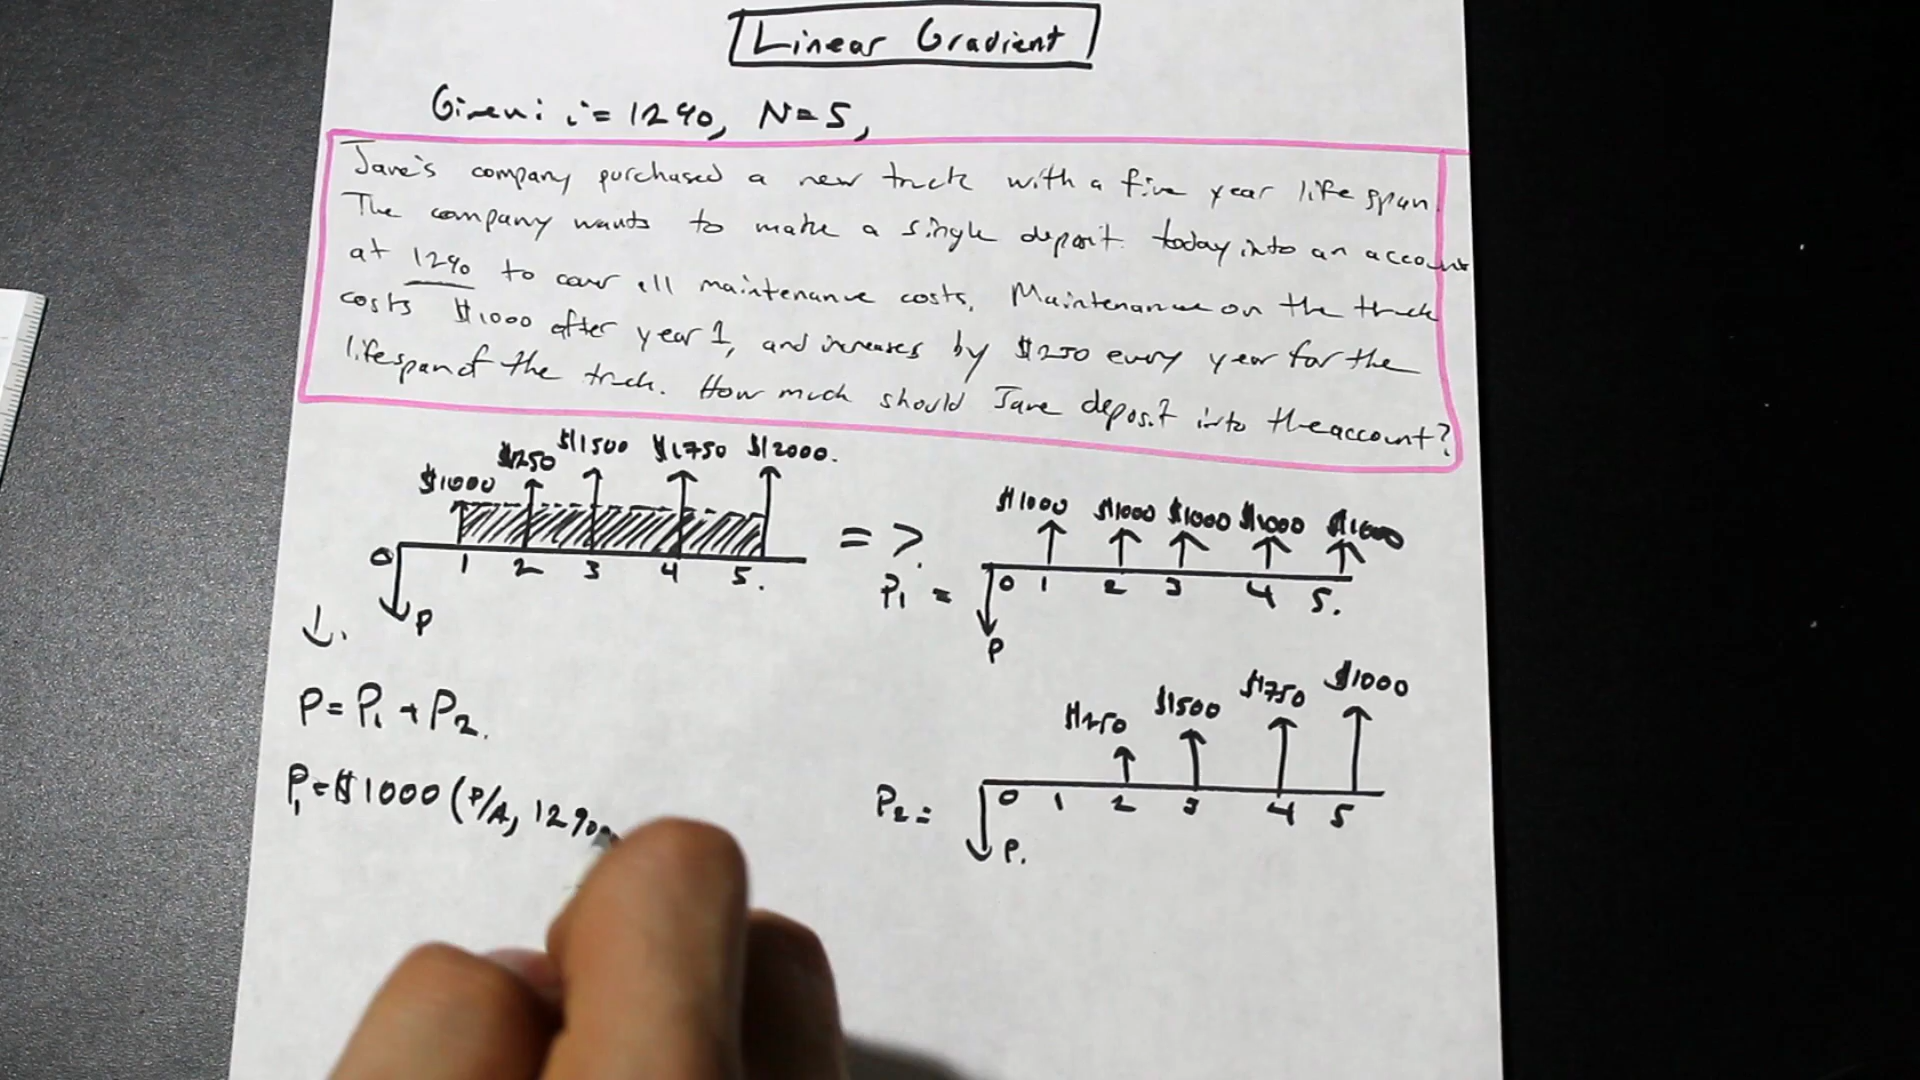 Linear Gradient
Given: i = 12%, N=5,
Jane's company purchased a new truck with a five year life span.
The company wants to make a single deposit today into an account
at 12% to cover all maintenance costs. Maintenance on the truck
costs $1000 after year 1, and increases by $250 every year for the
lifespan of the truck. How much should Jane deposit into the account?
$1000 $1250 $1500 $1750 $2000.
0 1 2 3 4 5.
P
=>
$1000 $1000 $1000 $1000 $1000
P1 =
0 1 2 3 4 5.
P
P = P1 + P2.
P1 = $1000 (P/A, 12%,
$250 $500 $750 $1000
P2 =
0 1 2 3 4 5
P.